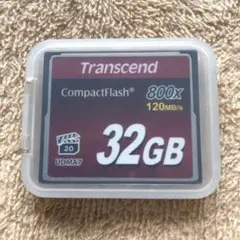 Transcend
CompactFlash®
800x
120MB/s
20
UDMA7
32GB